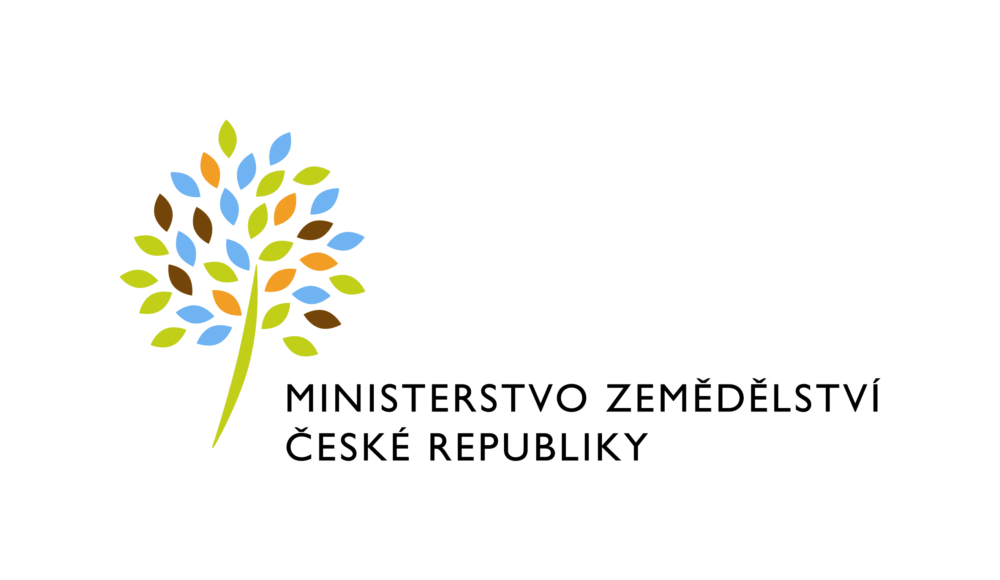 MINISTERSTVO ZEMĚDĚLSTVÍ
ČESKÉ REPUBLIKY